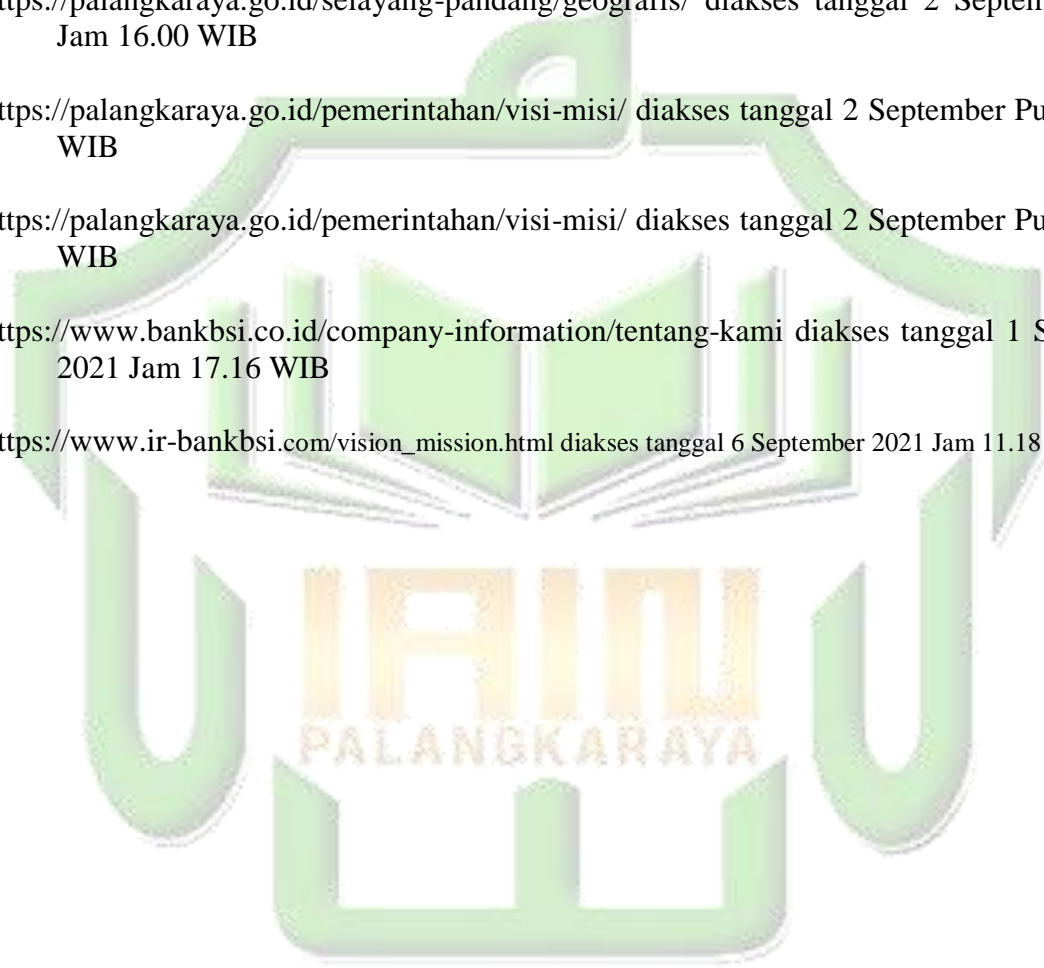 ttps://palangkaraya.go.id/selayang-pandang/geografis/ diakses tanggal 2 Septem
Jam 16.00 WIB
ttps://palangkaraya.go.id/pemerintahan/visi-misi/ diakses tanggal 2 September Pu
WIB
ttps://palangkaraya.go.id/pemerintahan/visi-misi/ diakses tanggal 2 September Pu
WIB
ttps://www.bankbsi.co.id/company-information/tentang-kami diakses tanggal 1 S
2021 Jam 17.16 WIB
ttps://www.ir-bankbsi.com/vision_mission.html diakses tanggal 6 September 2021 Jam 11.18
IAIN
PALANGKARAYA